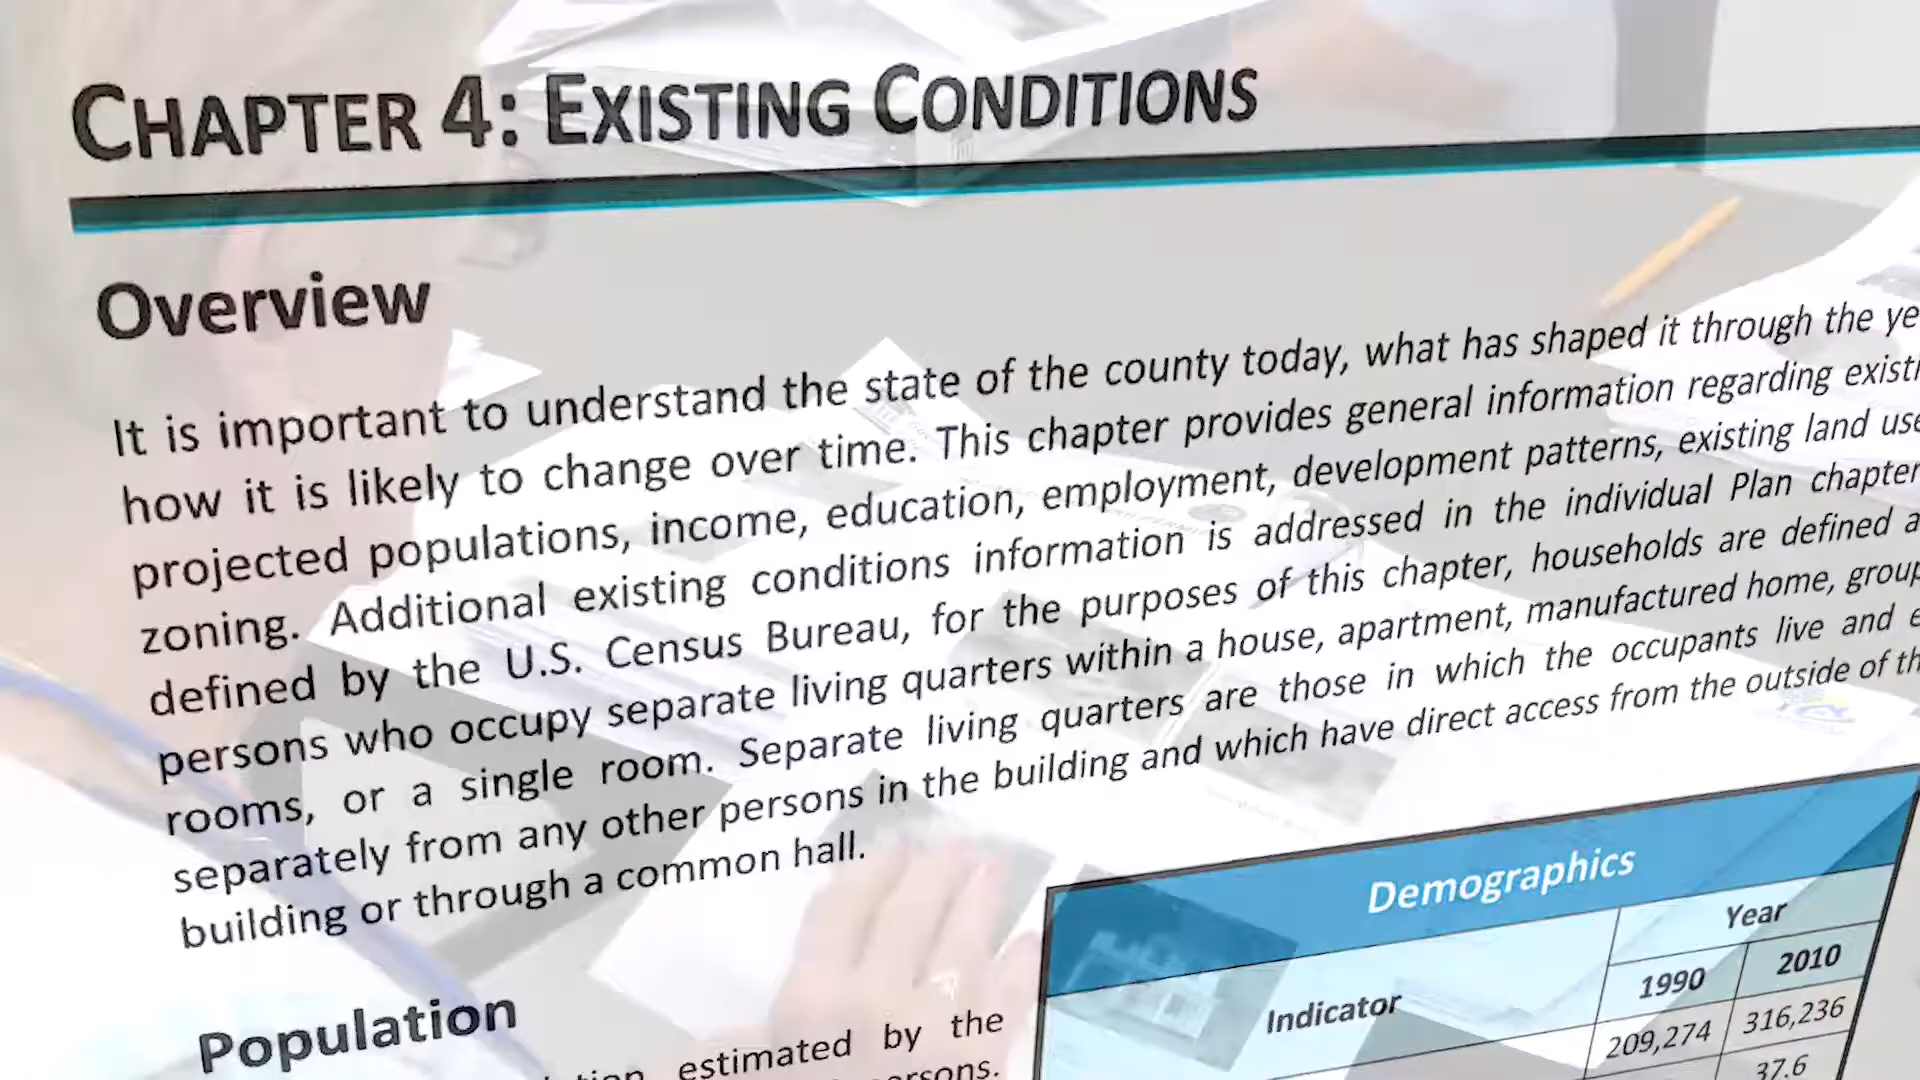 CHAPTER 4: EXISTING CONDITIONS
Overview
It is important to understand the state of the county today, what has shaped it through the
how it is likely to change over time. This chapter provides general information regarding
projected populations, income, education, employment, development patterns, existing land
zoning. Additional existing conditions information is addressed in the individual Plan
defined by the U.S. Census Bureau, for the purposes of this chapter, households are defined
persons who occupy separate living quarters within a house, apartment, manufactured home,
rooms, or a single room. Separate living quarters are those in which the occupants live and
separately from any other persons in the building and which have direct access from the outside of
building or through a common hall.
Population
estimated by the
Demographics
Indicator
Year
1990 2010
209,274 316,236
37.6